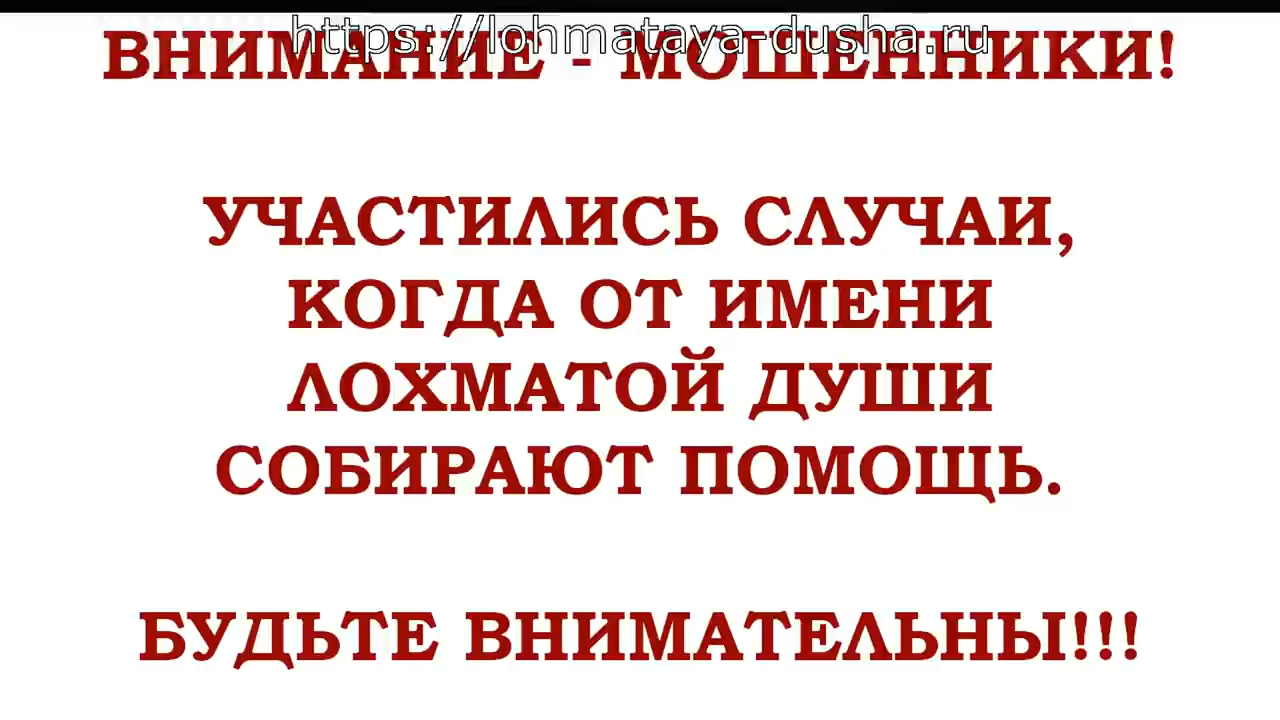 https://lohmataya-dusha.ru
ВНИМАНИЕ - МОШЕННИКИ!
УЧАСТИЛИСЬ СЛУЧАИ,
КОГДА ОТ ИМЕНИ
ЛОХМАТОЙ ДУШИ
СОБИРАЮТ ПОМОЩЬ.
БУДЬТЕ ВНИМАТЕЛЬНЫ!!!